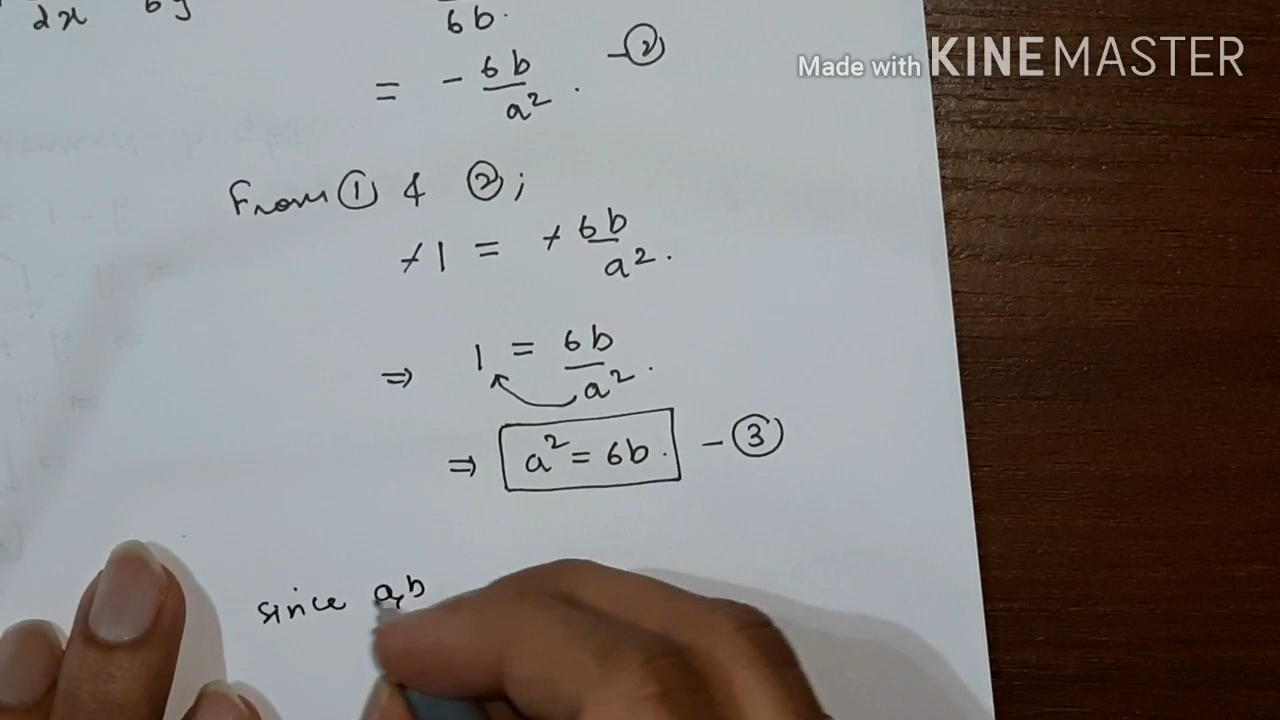 Made with KINEMASTER
dx 6y
6b.
= - 6b/a² . - ②
From ① & ②;
-1 = - 6b/a² .
⇒ 1 = 6b/a² .
⇒ a² = 6b. - ③
since a,b